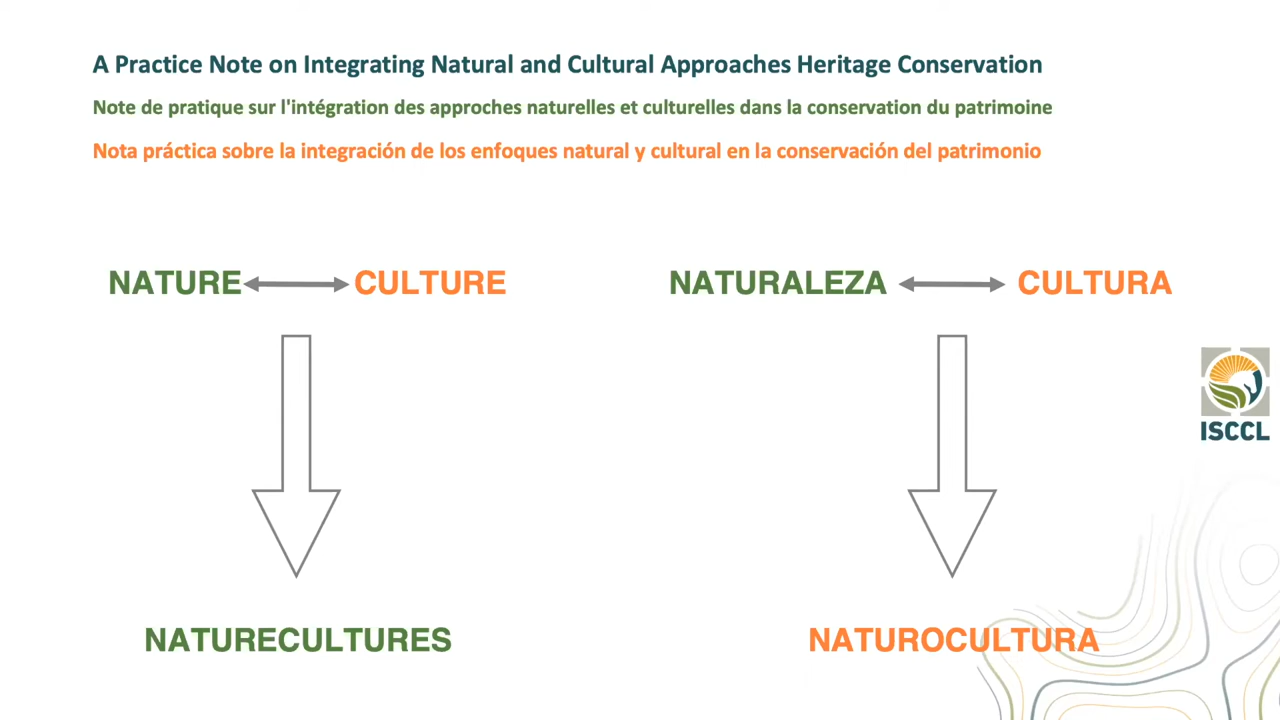 A Practice Note on Integrating Natural and Cultural Approaches Heritage Conservation
Note de pratique sur l'intégration des approches naturelles et culturelles dans la conservation du patrimoine
Nota práctica sobre la integración de los enfoques natural y cultural en la conservación del patrimonio
NATURE CULTURE
NATURALEZA CULTURA
ISCCL
NATURECULTURES
NATUROCULTURA